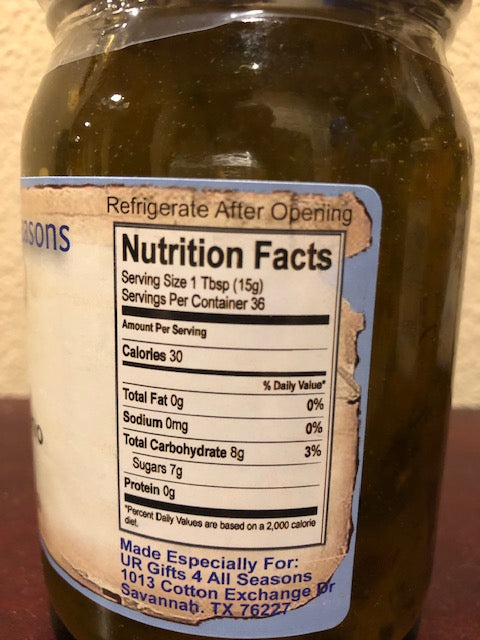 Refrigerate After Opening
asons
Nutrition Facts
Serving Size 1 Tbsp (15g)
Servings Per Container 36
Amount Per Serving
Calories 30
% Daily Value*
Total Fat 0g 0%
Sodium 0mg 0%
Total Carbohydrate 8g 3%
Sugars 7g
Protein 0g
*Percent Daily Values are based on a 2,000 calorie
diet.
Made Especially For:
UR Gifts 4 All Seasons
1013 Cotton Exchange Dr
Savannah, TX 76227